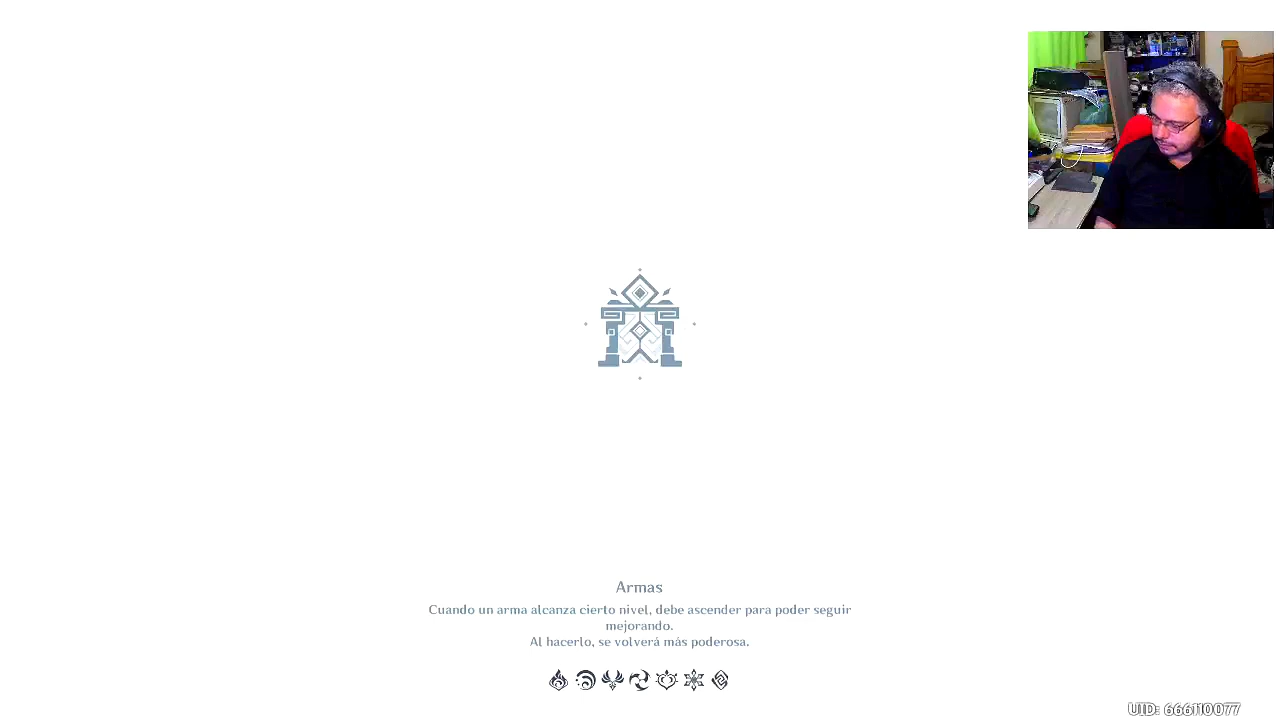 Armas
Cuando un arma alcanza cierto nivel, debe ascender para poder seguir
mejorando.
Al hacerlo, se volverá más poderosa.
UID: 666110077